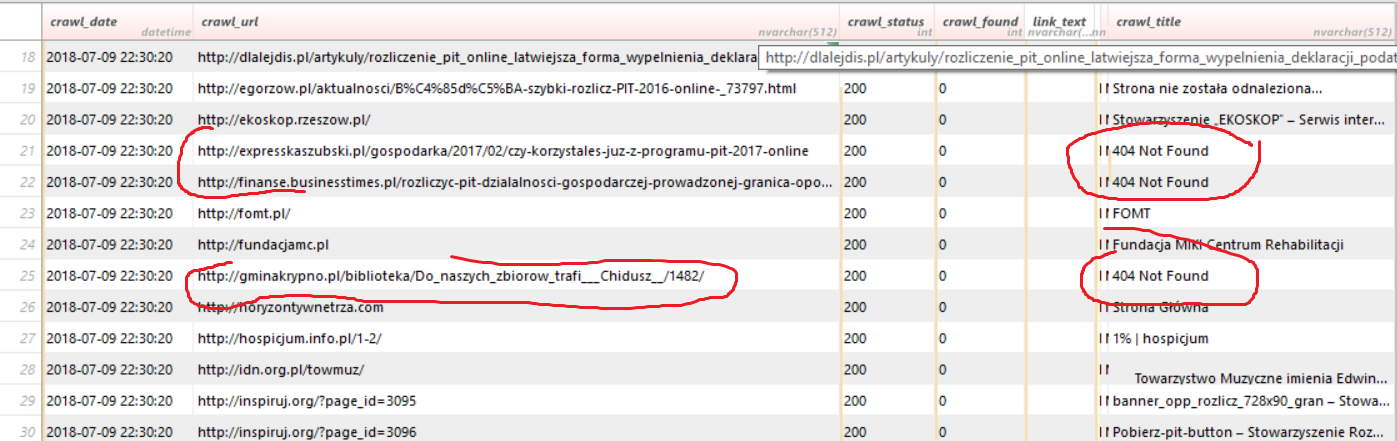 crawl_date crawl_url crawl_status crawl_found link_text crawl_title
datetime nvarchar(512) int int nvarchar(...nn nvarchar(512)
18 2018-07-09 22:30:20 http://dlalejdis.pl/artykuly/rozliczenie_pit_online_latwiejsza_forma_wypelnienia_deklara http://dlalejdis.pl/artykuly/rozliczenie_pit_online_latwiejsza_forma_wypelnienia_deklaracji_podat
19 2018-07-09 22:30:20 http://egorzow.pl/aktualnosci/B%C4%85d%C5%BA-szybki-rozlicz-PIT-2016-online-_73797.html 200 0 Strona nie została odnaleziona...
20 2018-07-09 22:30:20 http://ekoskop.rzeszow.pl/ 200 0 Stowarzyszenie „EKOSKOP” – Serwis inter...
21 2018-07-09 22:30:20 http://expresskaszubski.pl/gospodarka/2017/02/czy-korzystales-juz-z-programu-pit-2017-online 200 0 404 Not Found
22 2018-07-09 22:30:20 http://finanse.businesstimes.pl/rozliczyc-pit-dzialalnosci-gospodarczej-prowadzonej-granica-opo... 200 0 404 Not Found
23 2018-07-09 22:30:20 http://fomt.pl/ 200 0 FOMT
24 2018-07-09 22:30:20 http://fundacjamc.pl 200 0 Fundacja MIKI Centrum Rehabilitacji
25 2018-07-09 22:30:20 http://gminakrypno.pl/biblioteka/Do_naszych_zbiorow_trafi___Chidusz__/1482/ 200 0 404 Not Found
26 2018-07-09 22:30:20 http://horyzontywnetrza.com 200 0 Strona Główna
27 2018-07-09 22:30:20 http://hospicjum.info.pl/1-2/ 200 0 1% | hospicjum
28 2018-07-09 22:30:20 http://idn.org.pl/towmuz/ 200 0 Towarzystwo Muzyczne imienia Edwin...
29 2018-07-09 22:30:20 http://inspiruj.org/?page_id=3095 200 0 banner_opp_rozlicz_728x90_gran – Stowa...
30 2018-07-09 22:30:20 http://inspiruj.org/?page_id=3096 200 0 Pobierz-pit-button – Stowarzyszenie Roz...